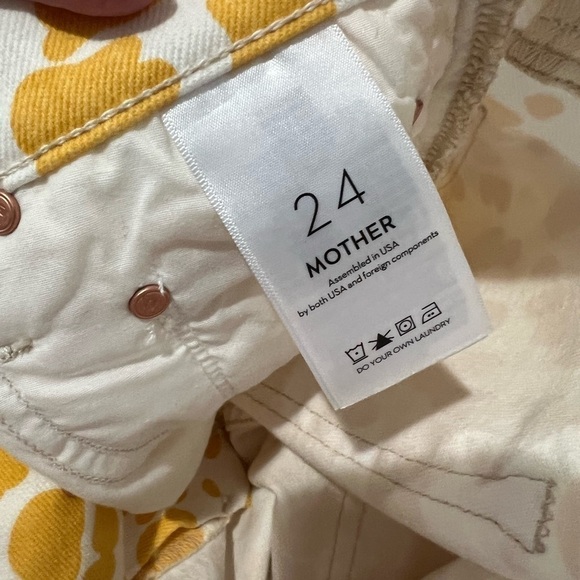 24
MOTHER
Assembled in USA
by both USA and foreign components
DO YOUR OWN LAUNDRY